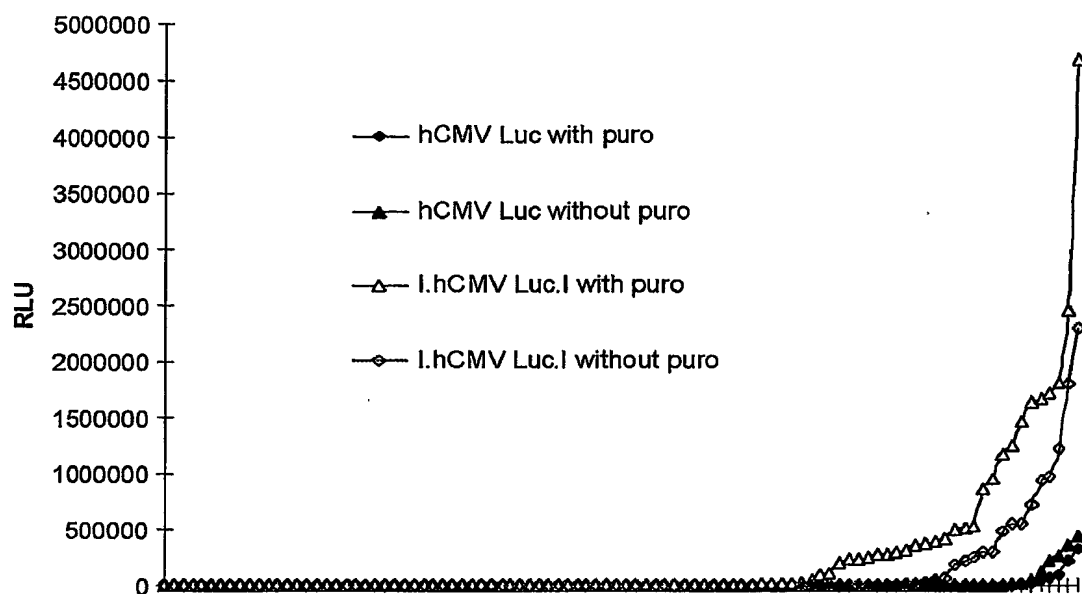 5000000
4500000
4000000
3500000
3000000
2500000
2000000
1500000
1000000
500000
0
RLU
hCMV Luc with puro
hCMV Luc without puro
I.hCMV Luc.I with puro
I.hCMV Luc.I without puro